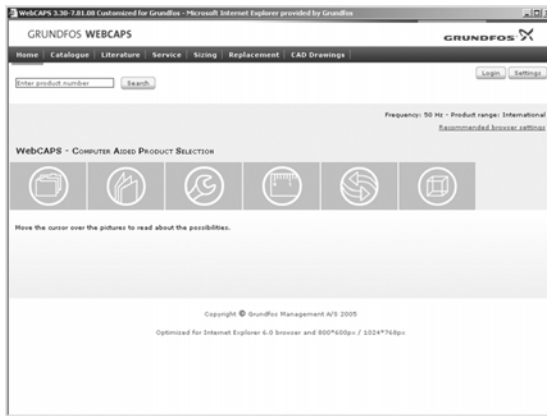 WebCAPS 3.30-7.01.08 Customized for Grundfos - Microsoft Internet Explorer provided by Grundfos
GRUNDFOS WEBCAPS
GRUNDFOS
Home Catalogue Literature Service Sizing Replacement CAD Drawings
Login Settings
Enter product number Search
Frequency: 50 Hz - Product range: International
Recommended browser settings
WebCAPS - Computer Aided Product Selection
Move the cursor over the pictures to read about the possibilities.
Copyright © Grundfos Management A/S 2005
Optimized for Internet Explorer 6.0 browser and 800*600px / 1024*768px